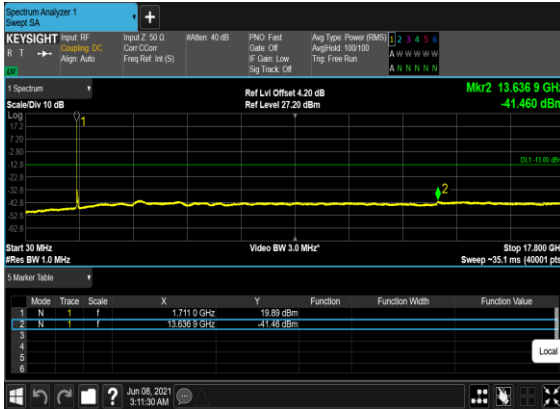 Spectrum Analyzer 1
Swept SA
KEYSIGHT
R T
LV
Input: RF
Coupling: DC
Align: Auto
Input Z: 50 Ω
Corr CCorr
Freq Ref: Int (S)
#Atten: 40 dB
PNO: Fast
Gate: Off
IF Gain: Low
Sig Track: Off
Avg Type: Power (RMS)
Avg|Hold: 100/100
Trig: Free Run
1 2 3 4 5 6
A W W W W W
A N N N N N
1 Spectrum
Scale/Div 10 dB
Ref Lvl Offset 4.20 dB
Ref Level 27.20 dBm
Mkr2 13.636 9 GHz
-41.460 dBm
Log
17.2
7.20
-2.80
-12.8
-22.8
-32.8
-42.8
-52.8
-62.8
1
DL1 -13.00 dBm
2
Start 30 MHz
#Res BW 1.0 MHz
Video BW 3.0 MHz*
Stop 17.800 GHz
Sweep ~35.1 ms (40001 pts)
5 Marker Table
Mode Trace Scale X Y Function Function Width Function Value
1 N 1 f 1.711 0 GHz 19.89 dBm
2 N 1 f 13.636 9 GHz -41.46 dBm
3
4
5
6
Local
?
Jun 08, 2021
3:11:30 AM